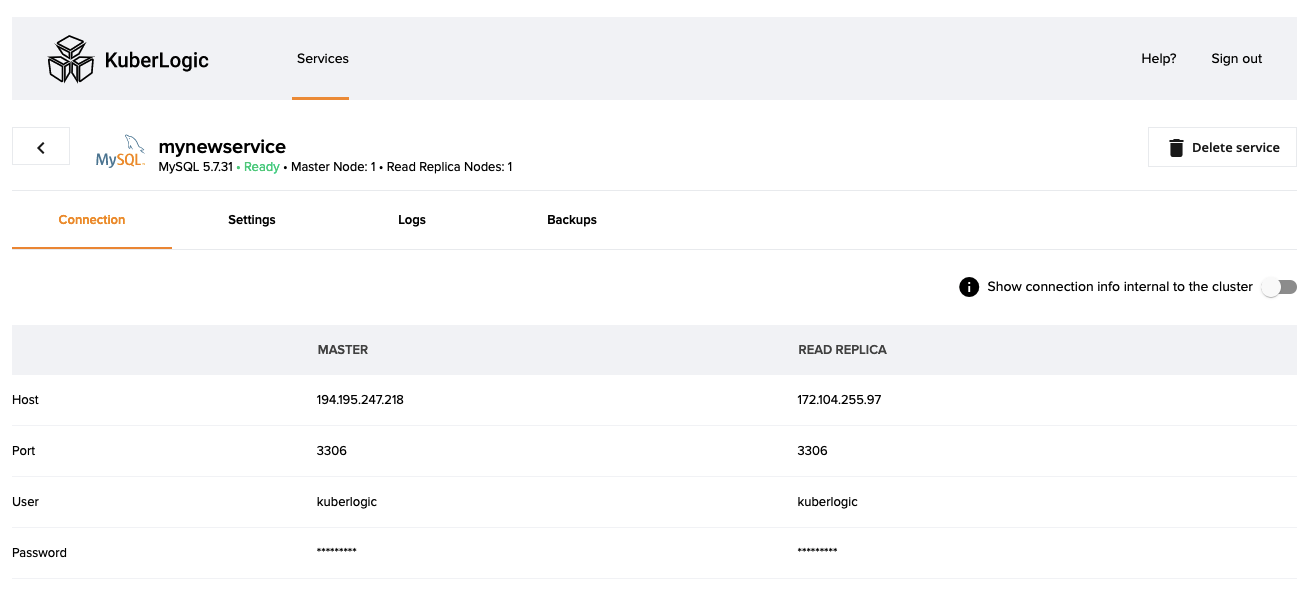 KuberLogic Services Help? Sign out
MySQL mynewservice Delete service
MySQL 5.7.31 • Ready • Master Node: 1 • Read Replica Nodes: 1
Connection Settings Logs Backups
i Show connection info internal to the cluster
MASTER READ REPLICA
Host 194.195.247.218 172.104.255.97
Port 3306 3306
User kuberlogic kuberlogic
Password ********* *********